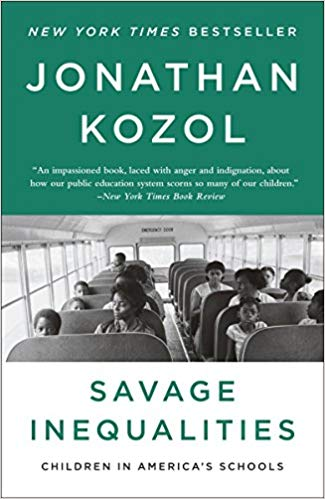 NEW YORK TIMES BESTSELLER
JONATHAN
KOZOL
“An impassioned book, laced with anger and indignation, about
how our public education system scorns so many of our children.”
–New York Times Book Review
EMERGENCY DOOR
SAVAGE
INEQUALITIES
CHILDREN IN AMERICA’S SCHOOLS